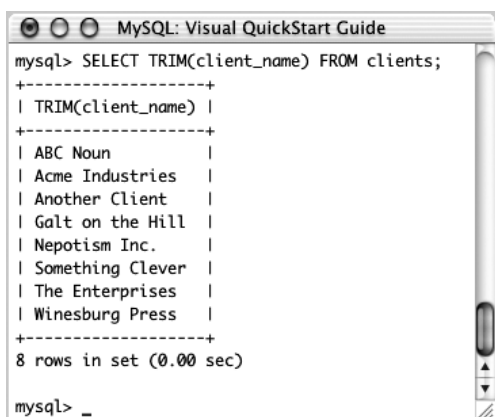 MySQL: Visual QuickStart Guide
mysql> SELECT TRIM(client_name) FROM clients;
+-------------------+
| TRIM(client_name) |
+-------------------+
| ABC Noun          |
| Acme Industries   |
| Another Client    |
| Galt on the Hill  |
| Nepotism Inc.     |
| Something Clever  |
| The Enterprises   |
| Winesburg Press   |
+-------------------+
8 rows in set (0.00 sec)
mysql> _